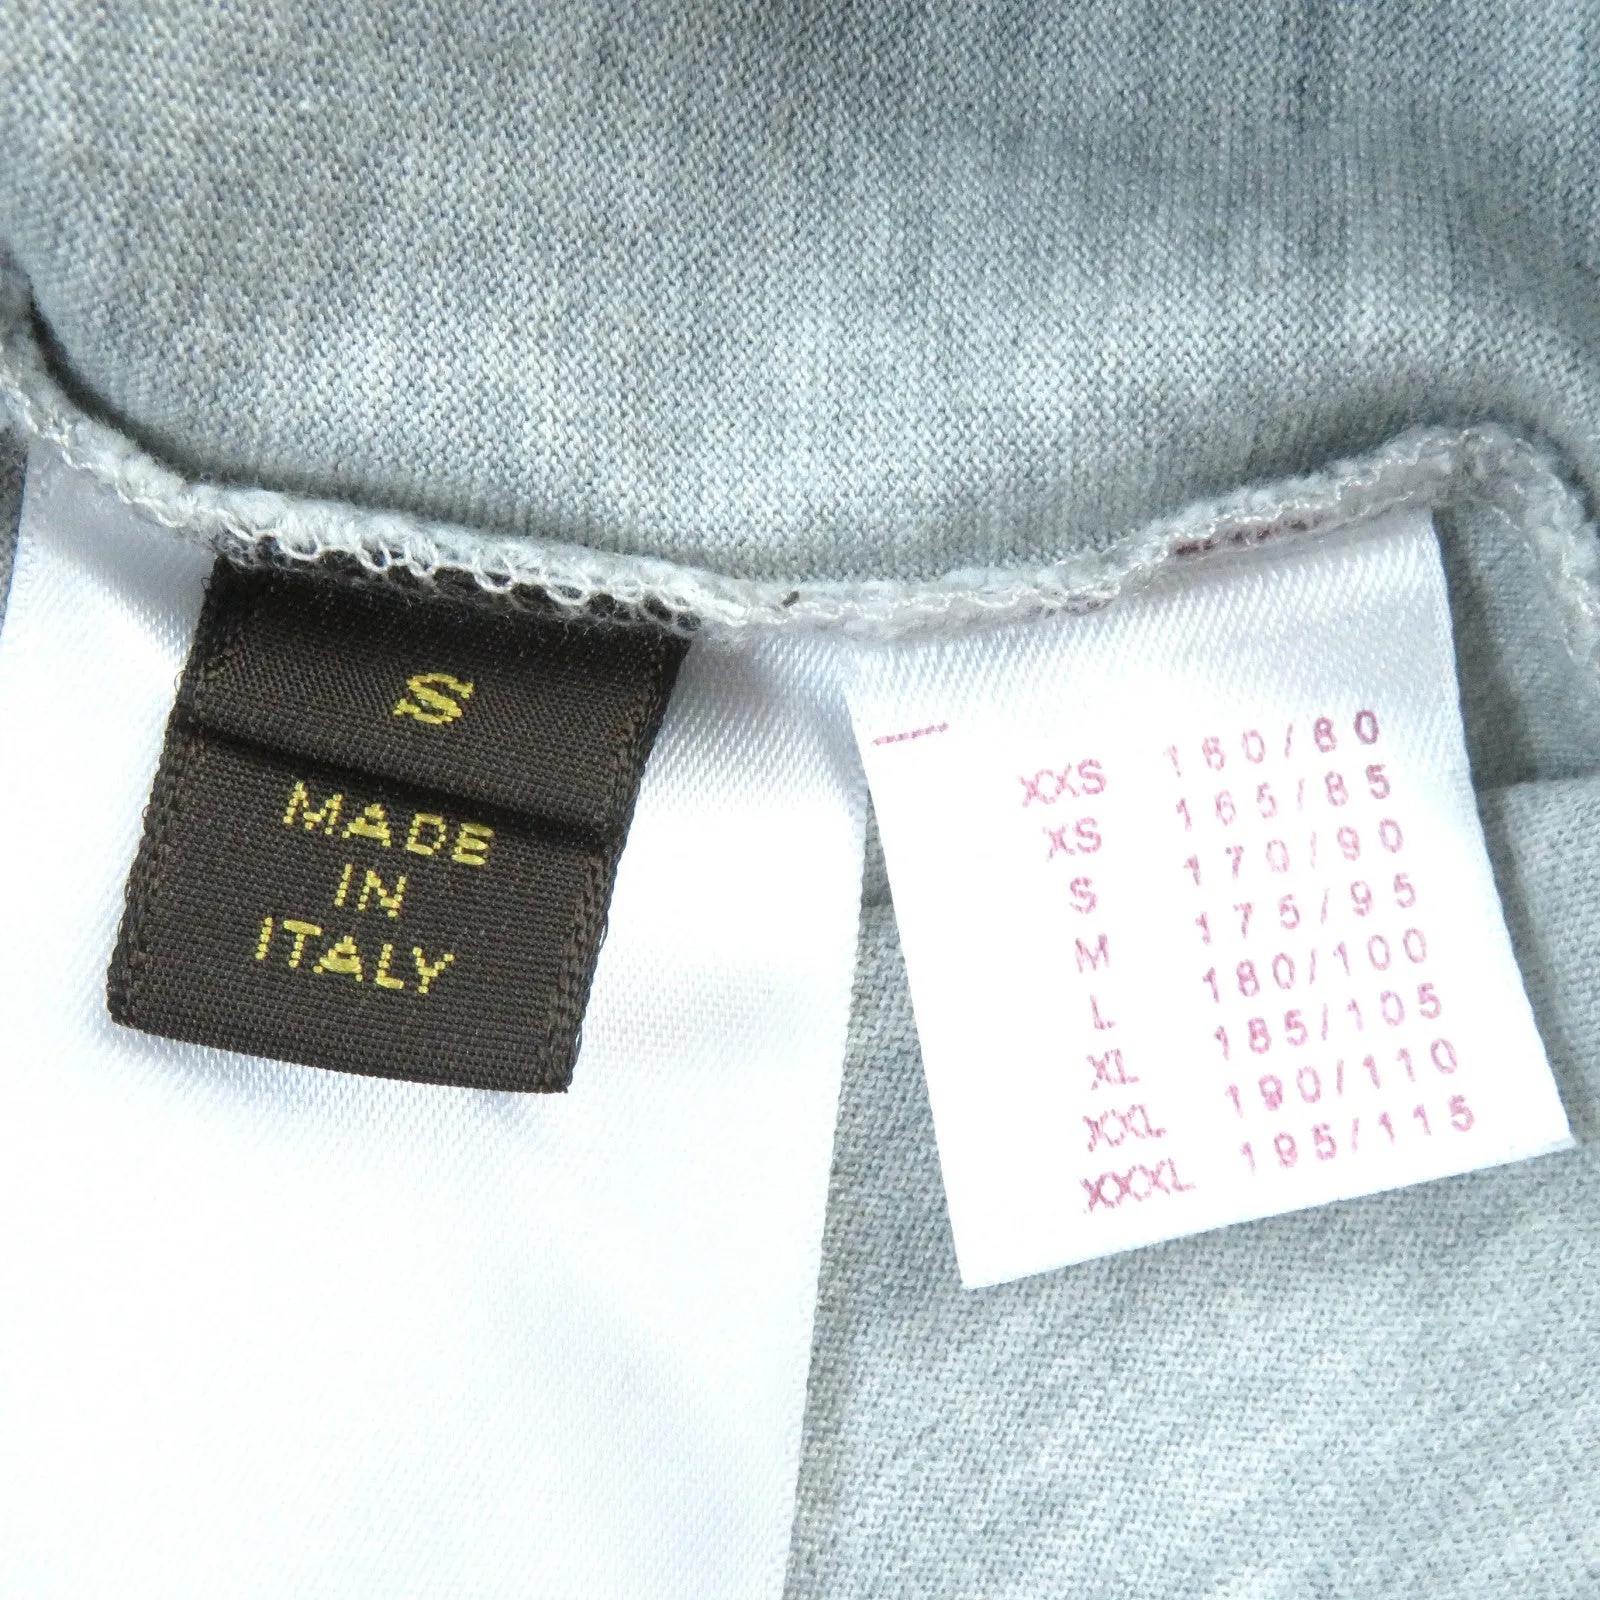 S
MADE
IN
ITALY
XXS 160/80
XS 165/85
S 170/90
M 175/95
L 180/100
XL 185/105
XXL 190/110
XXXL 195/115